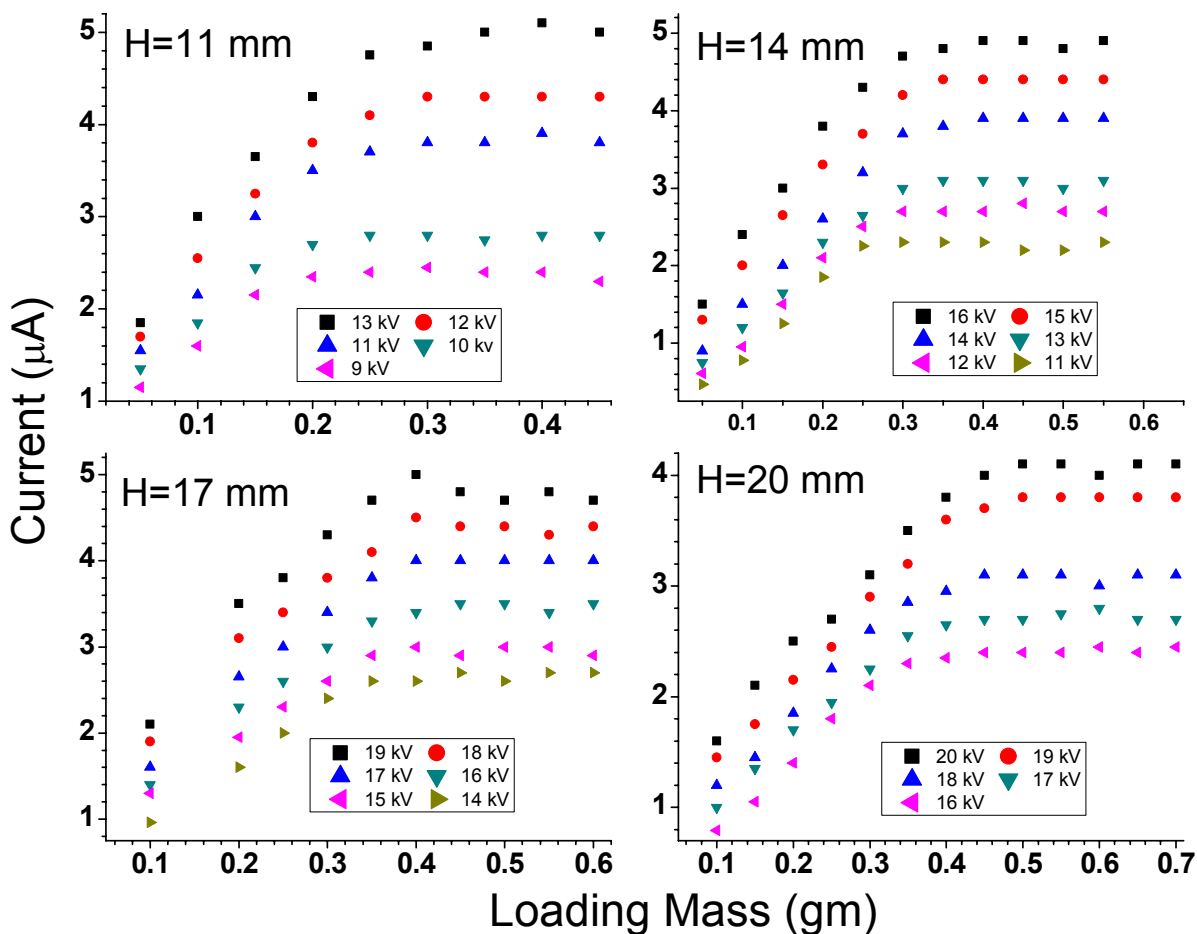 H=11 mm
5
4
3
2
1
0.1 0.2 0.3 0.4
13 kV 12 kV
11 kV 10 kv
9 kV
H=14 mm
5
4
3
2
1
0.1 0.2 0.3 0.4 0.5 0.6
16 kV 15 kV
14 kV 13 kV
12 kV 11 kV
Current (μA)
H=17 mm
5
4
3
2
1
0.1 0.2 0.3 0.4 0.5 0.6
19 kV 18 kV
17 kV 16 kV
15 kV 14 kV
H=20 mm
4
3
2
1
0.1 0.2 0.3 0.4 0.5 0.6 0.7
20 kV 19 kV
18 kV 17 kV
16 kV
Loading Mass (gm)